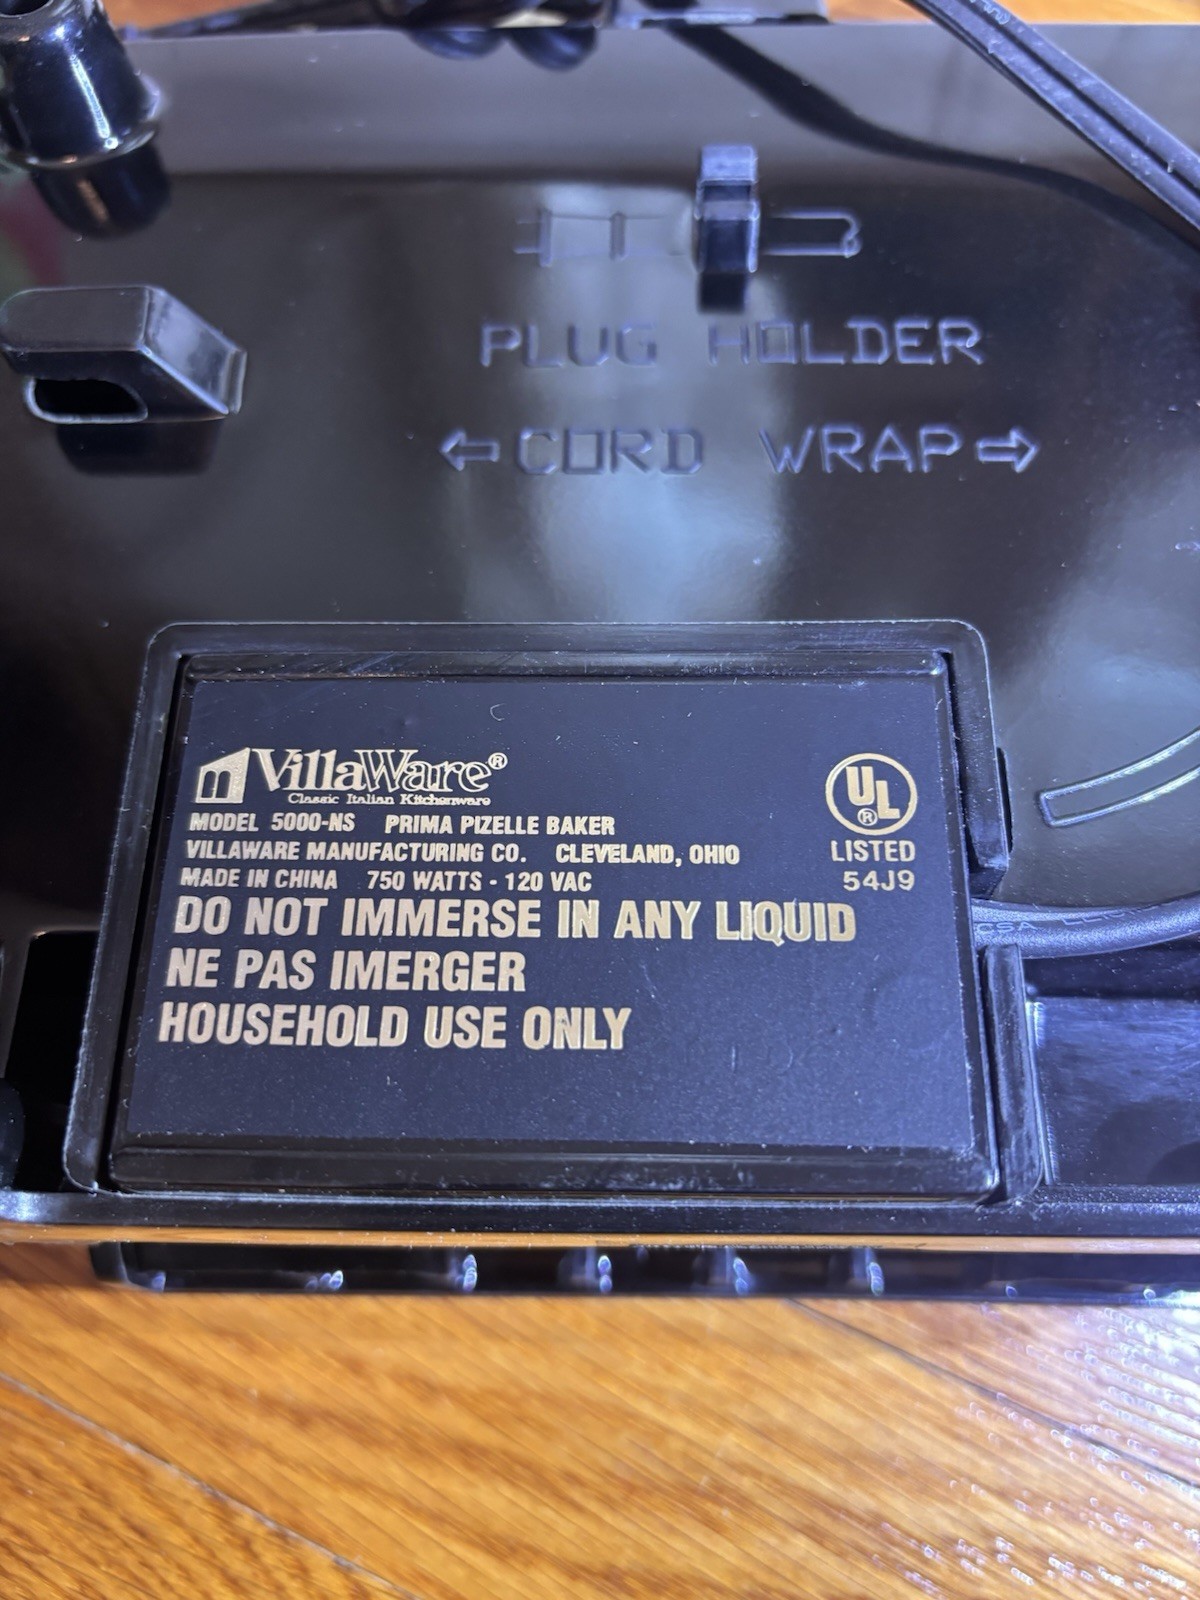 PLUG HOLDER
CORD WRAP
VillaWare®
Classic Italian Kitchenware
MODEL 5000-NS PRIMA PIZELLE BAKER
VILLAWARE MANUFACTURING CO. CLEVELAND, OHIO
MADE IN CHINA 750 WATTS - 120 VAC
DO NOT IMMERSE IN ANY LIQUID
NE PAS IMERGER
HOUSEHOLD USE ONLY
UL®
LISTED
54J9
CSA